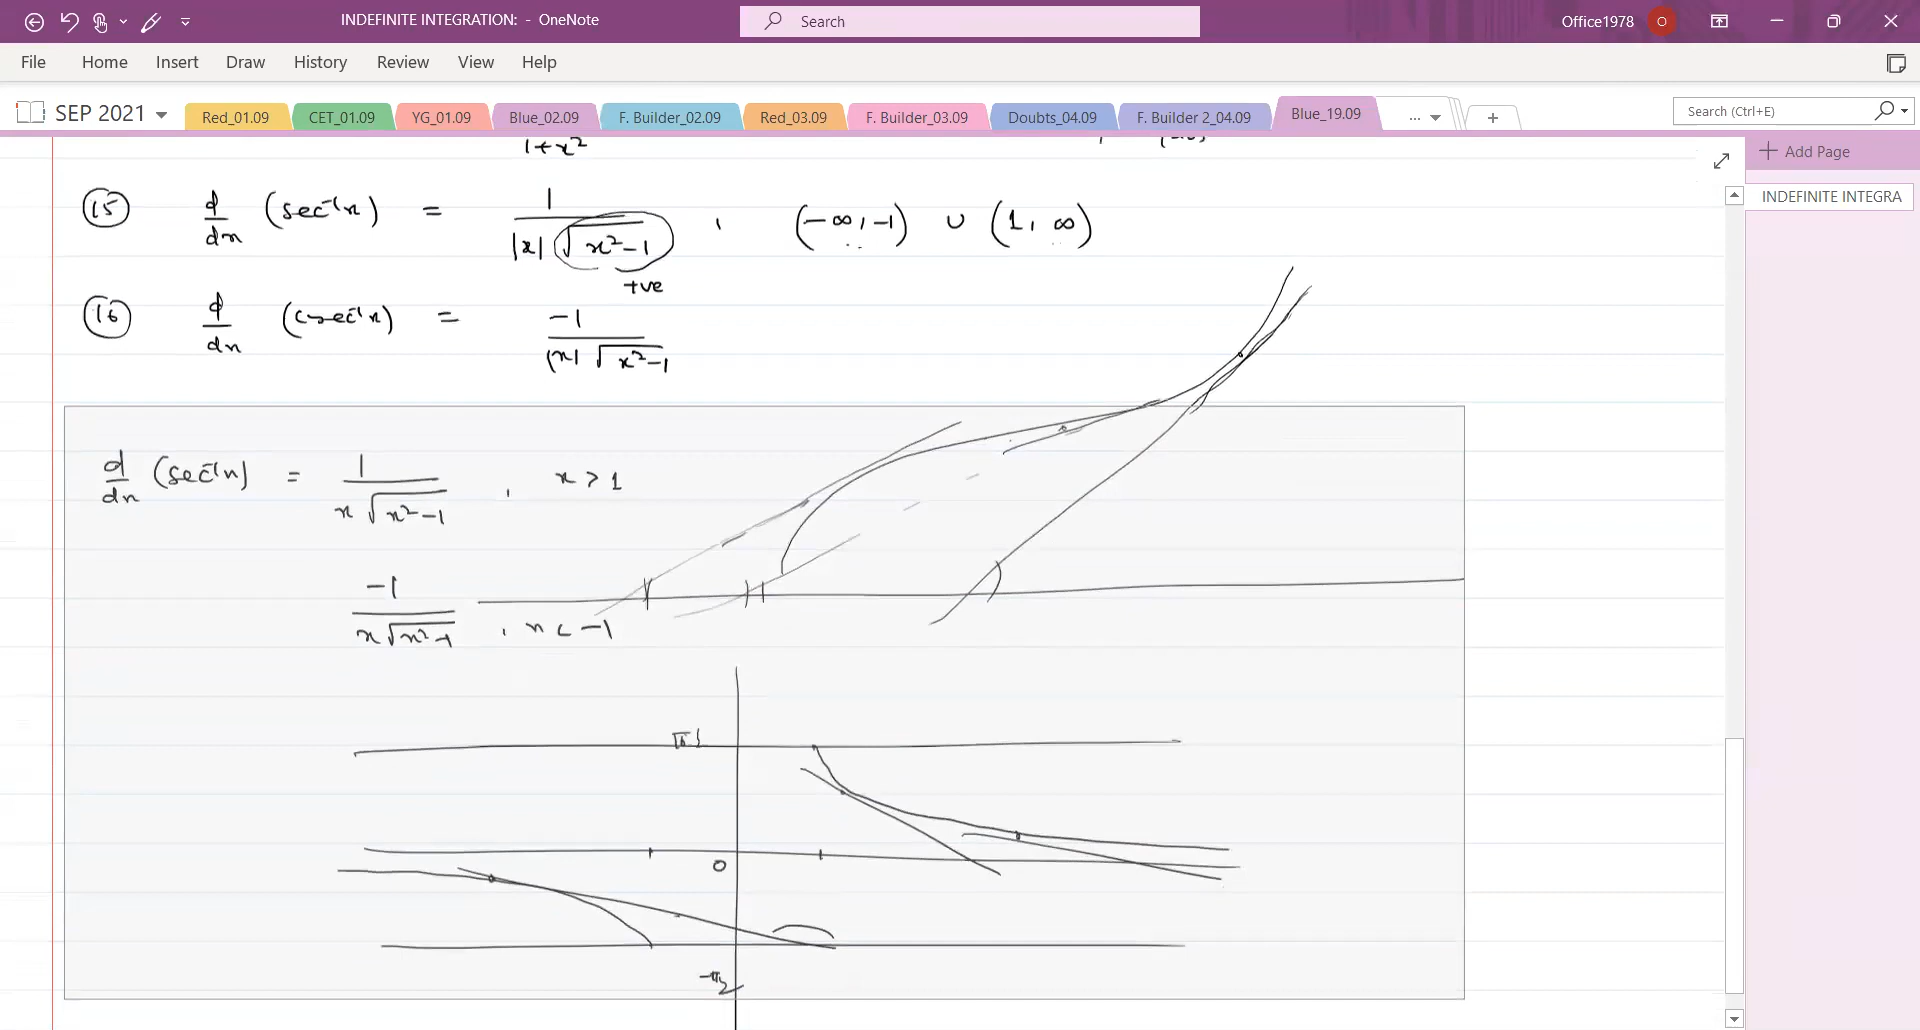 INDEFINITE INTEGRATION: - OneNote
Search
Office1978
O
File Home Insert Draw History Review View Help
SEP 2021
Red_01.09
CET_01.09
YG_01.09
Blue_02.09
F. Builder_02.09
Red_03.09
F. Builder_03.09
Doubts_04.09
F. Builder 2_04.09
Blue_19.09
...
+
Search (Ctrl+E)
Add Page
INDEFINITE INTEGRA
1+x²
(15) d/dx (sec⁻¹x) = 1/(|x| √(x²-1)) , (-∞, -1) ∪ (1, ∞)
+ve
(16) d/dx (cosec⁻¹x) = -1/(|x| √(x²-1))
d/dx (sec⁻¹x) = 1/(x √(x²-1)) , x > 1
-1/(x√(x²-1)) , x < -1
0
-π/2